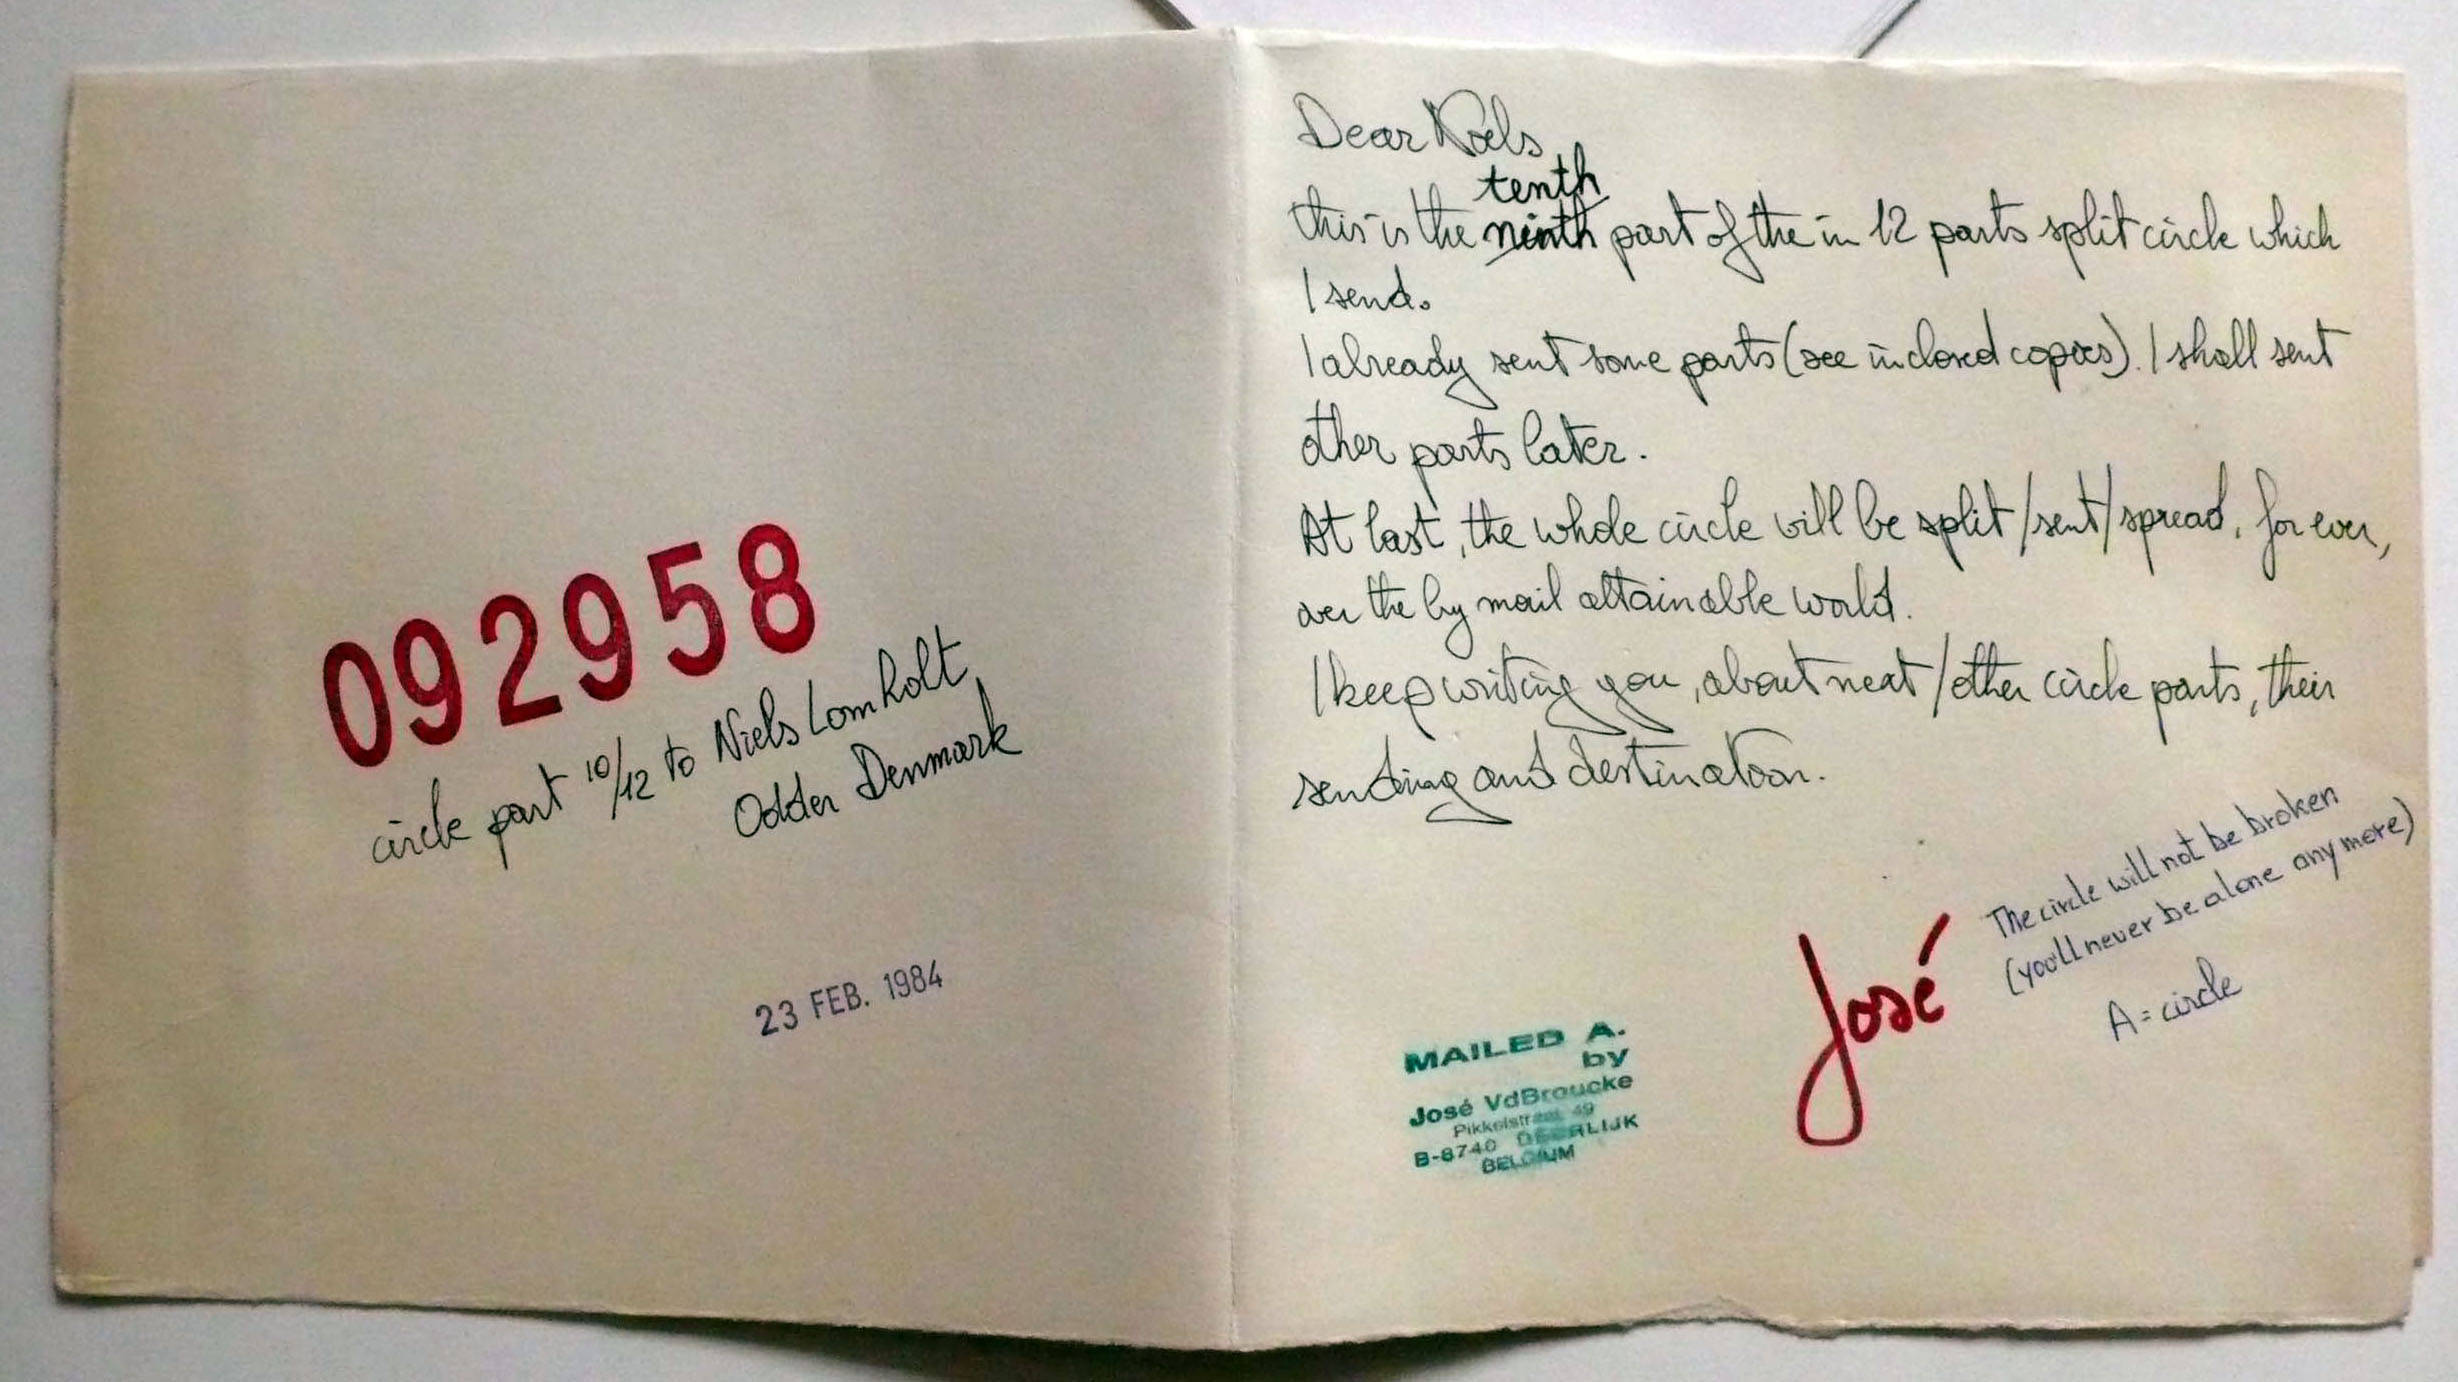 092958
circle part 10/12 to Niels Lomholt,
Odder Denmark
23 FEB. 1984
Dear Niels
tenth
this is the ninth part of the in 12 parts split circle which
I send.
I already sent some parts (see inclosed copies). I shall sent
other parts later.
At last, the whole circle will be split/sent/spread, for ever,
over the by mail attainable world.
I keep writing you, about next/other circle parts, their
sending and destination.
The circle will not be broken
(you'll never be alone anymore)
A = circle
José
MAILED A.
by
José VdBroucke
Pikkelstraat 49
B-8740 DEERLIJK
BELGIUM